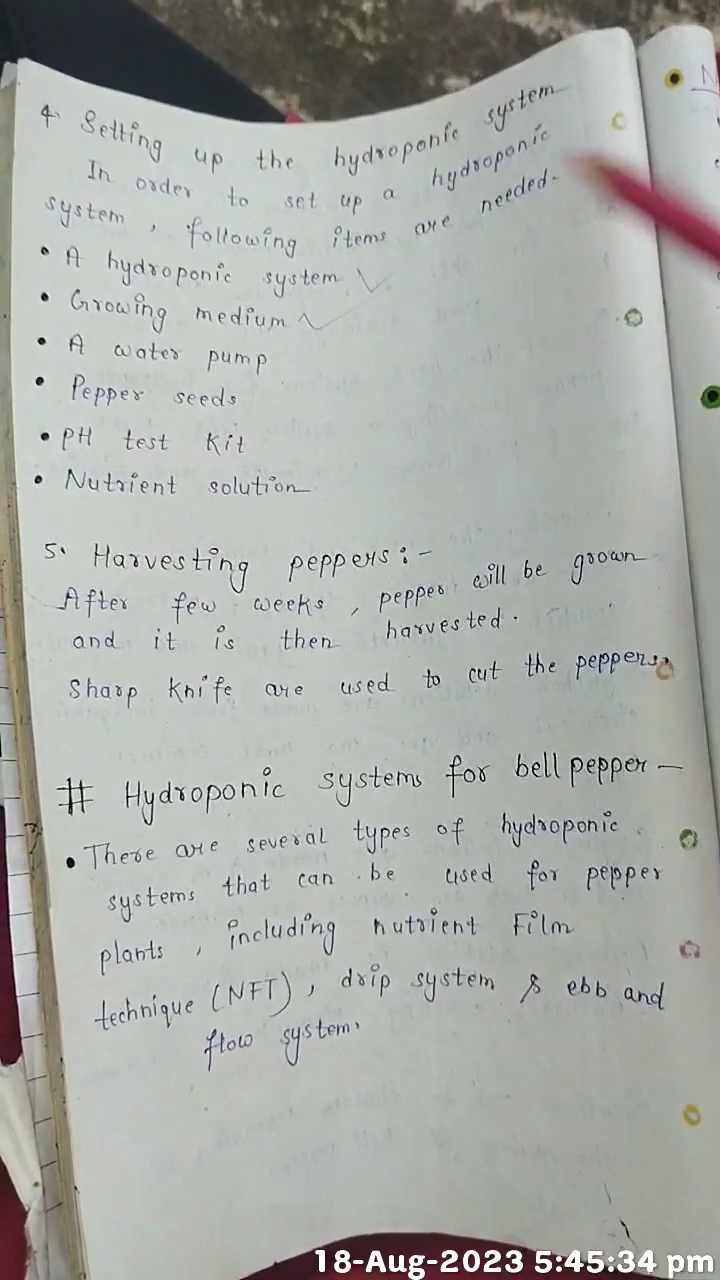 4. Setting up the hydroponic system
In order to set up a hydroponic
system, following items are needed.
• A hydroponic system
• Growing medium
• A water pump
• Pepper seeds
• PH test Kit
• Nutrient solution
5. Harvesting peppers:-
After few weeks, pepper will be grown
and it is then harvested.
Sharp Knife are used to cut the peppers.
# Hydroponic systems for bell pepper —
• There are several types of hydroponic
systems that can be used for pepper
plants, including nutrient Film
technique (NFT), drip system & ebb and
flow system.
18-Aug-2023 5:45:34 pm